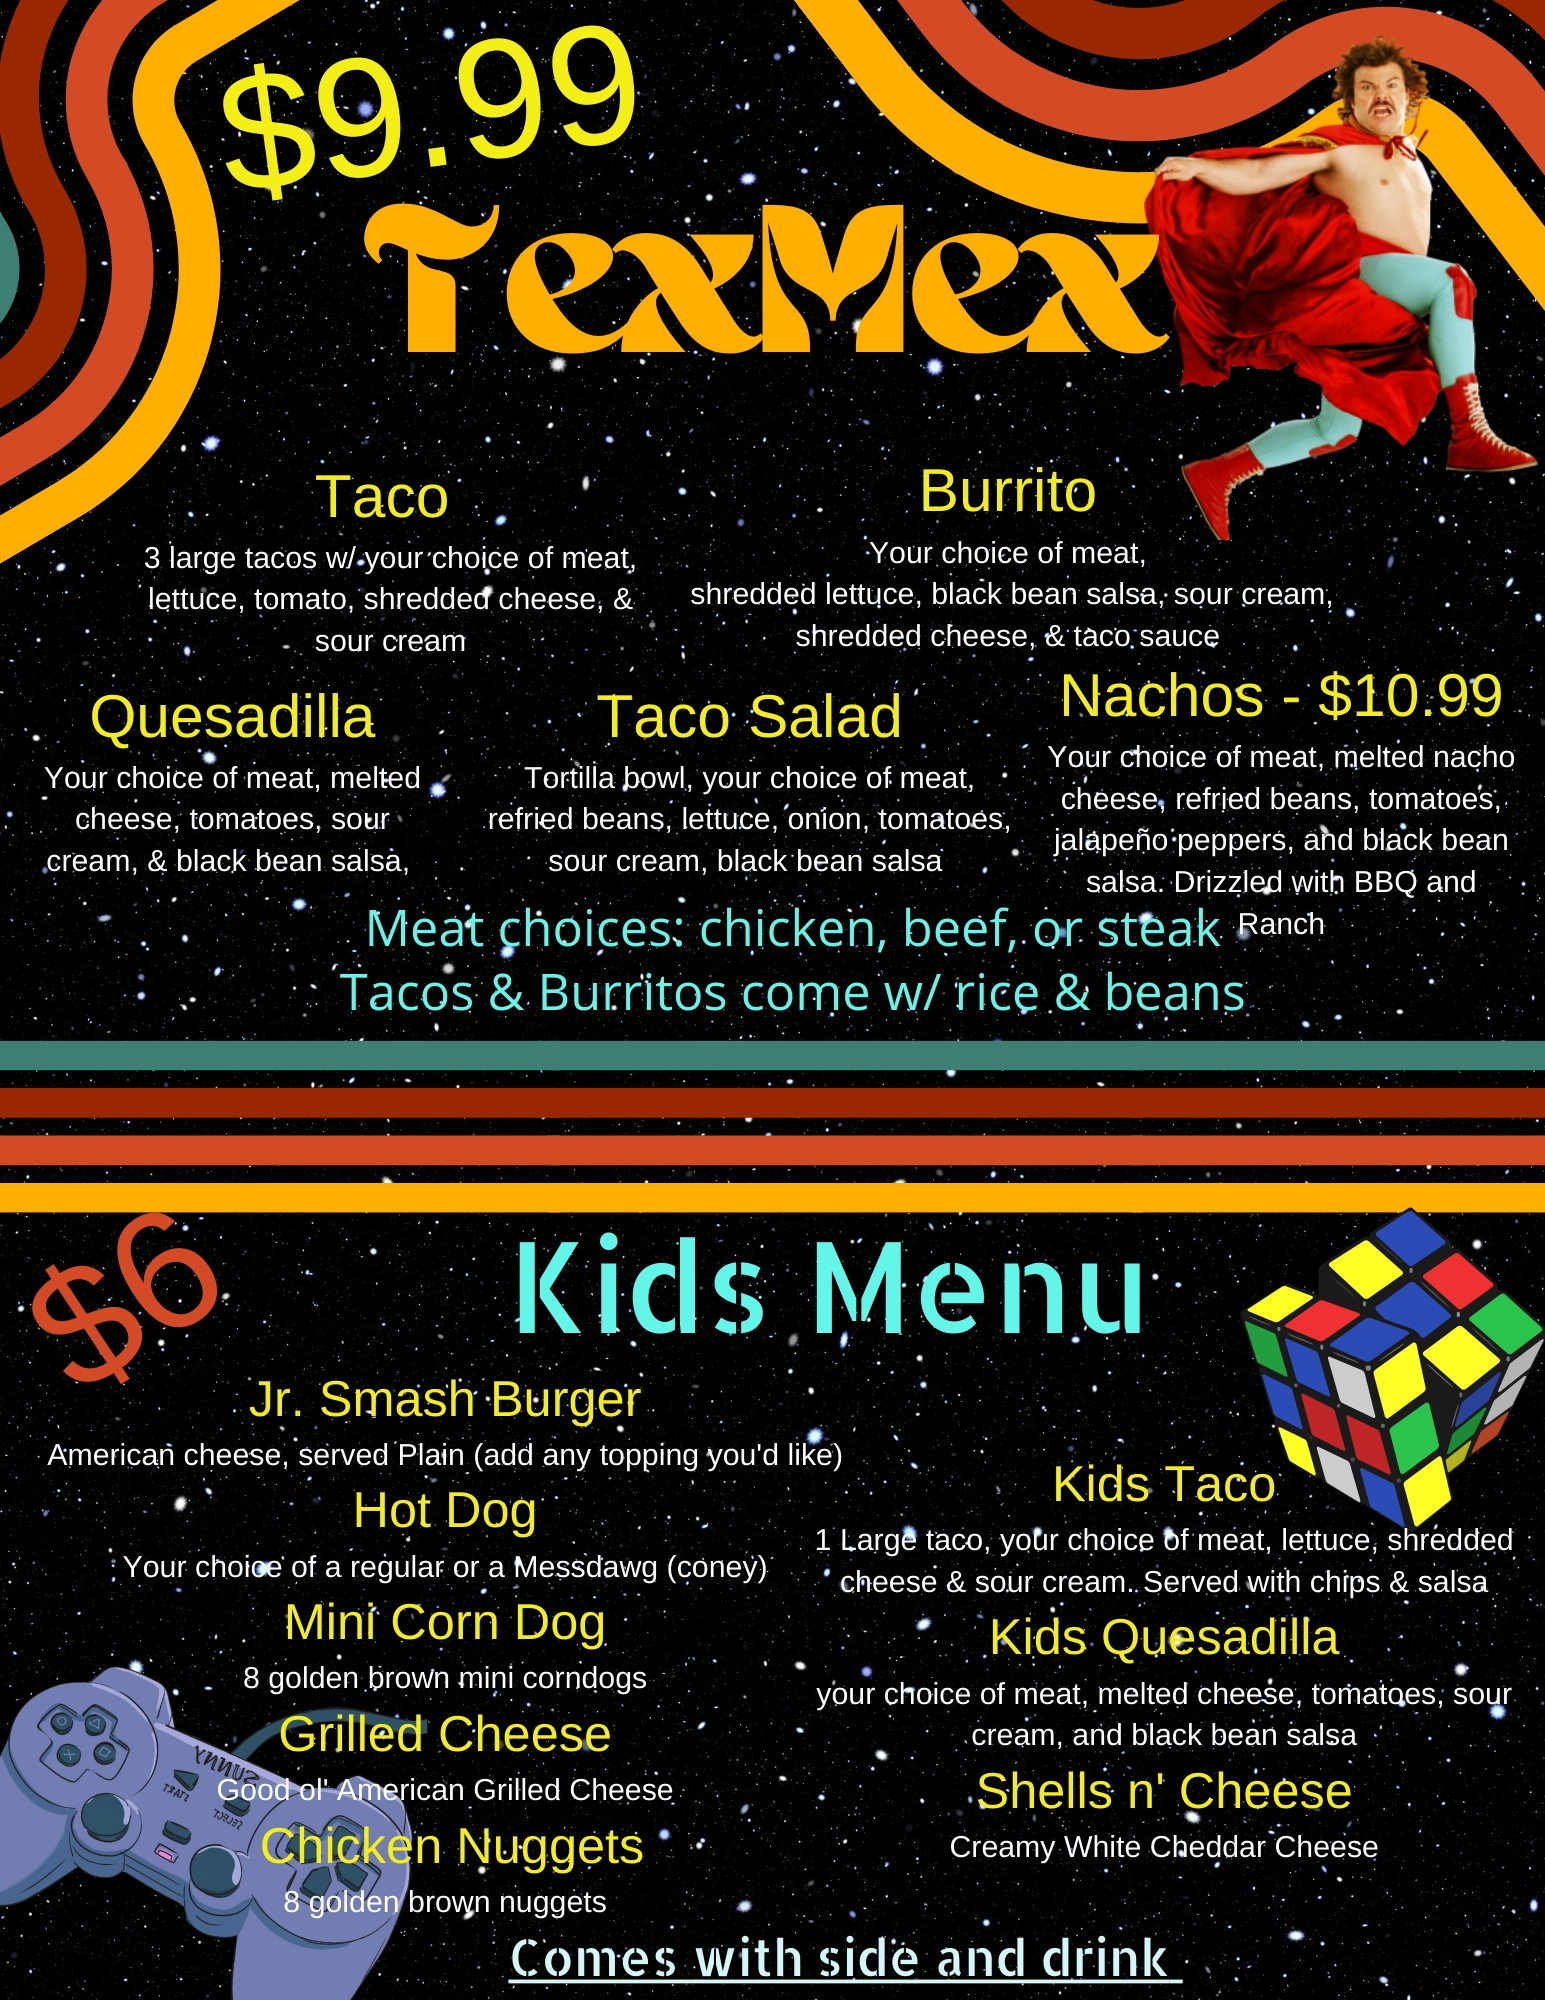 $9.99
TexMex
Taco
3 large tacos w/ your choice of meat,
lettuce, tomato, shredded cheese, &
sour cream
Burrito
Your choice of meat,
shredded lettuce, black bean salsa, sour cream,
shredded cheese, & taco sauce
Quesadilla
Your choice of meat, melted
cheese, tomatoes, sour
cream, & black bean salsa,
Taco Salad
Tortilla bowl, your choice of meat,
refried beans, lettuce, onion, tomatoes,
sour cream, black bean salsa
Nachos - $10.99
Your choice of meat, melted nacho
cheese, refried beans, tomatoes,
jalapeño peppers, and black bean
salsa. Drizzled with BBQ and
Ranch
Meat choices: chicken, beef, or steak
Tacos & Burritos come w/ rice & beans
$6
Kids Menu
Jr. Smash Burger
American cheese, served Plain (add any topping you'd like)
Hot Dog
Your choice of a regular or a Messdawg (coney)
Mini Corn Dog
8 golden brown mini corndogs
Grilled Cheese
Good ol' American Grilled Cheese
Chicken Nuggets
8 golden brown nuggets
Kids Taco
1 Large taco, your choice of meat, lettuce, shredded
cheese & sour cream. Served with chips & salsa
Kids Quesadilla
your choice of meat, melted cheese, tomatoes, sour
cream, and black bean salsa
Shells n' Cheese
Creamy White Cheddar Cheese
SUNNY
START
SELECT
Comes with side and drink